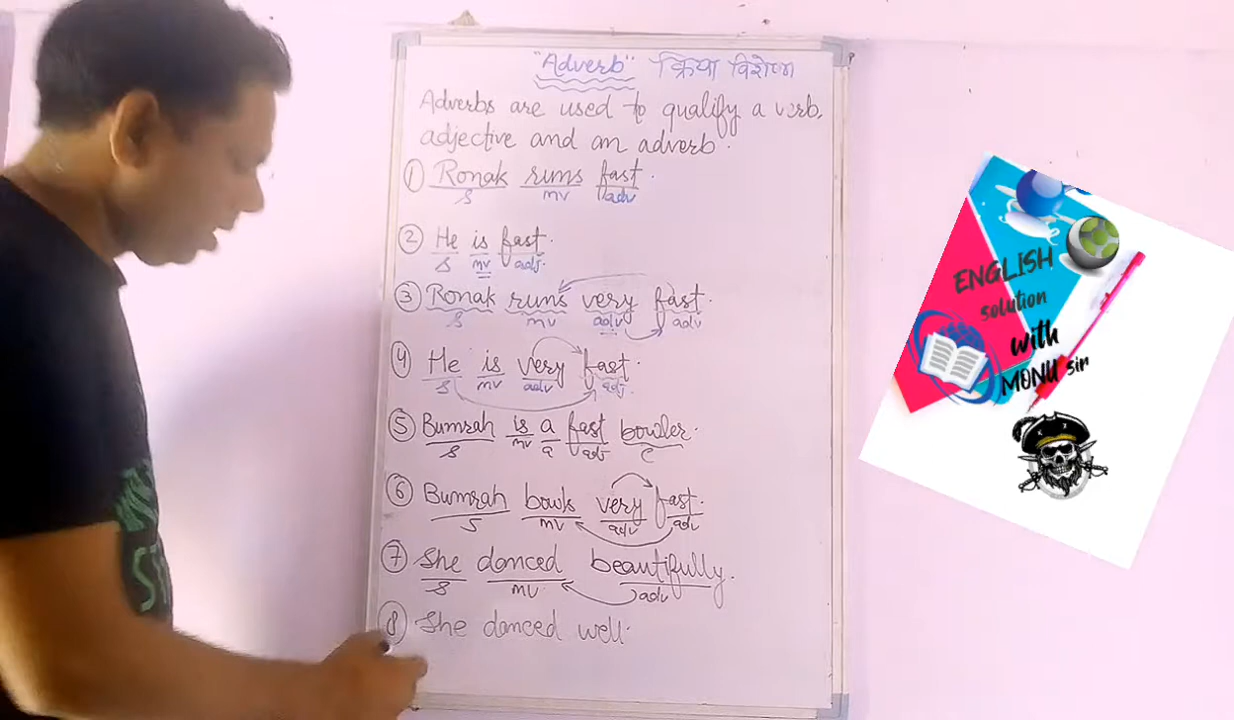 "Adverb" क्रिया विशेषण
Adverbs are used to qualify a verb,
adjective and an adverb.
① Ronak runs fast.
S mv adv
② He is fast.
S mv adj.
③ Ronak runs very fast.
S mv adv adv
④ He is very fast.
S mv adv adj.
⑤ Bumrah is a fast bowler.
S mv a adj C
⑥ Bumrah bowls very fast.
S mv adv adv
⑦ She danced beautifully.
S mv adv
⑧ She danced well.
ENGLISH
solution
with
MONU sir
ST